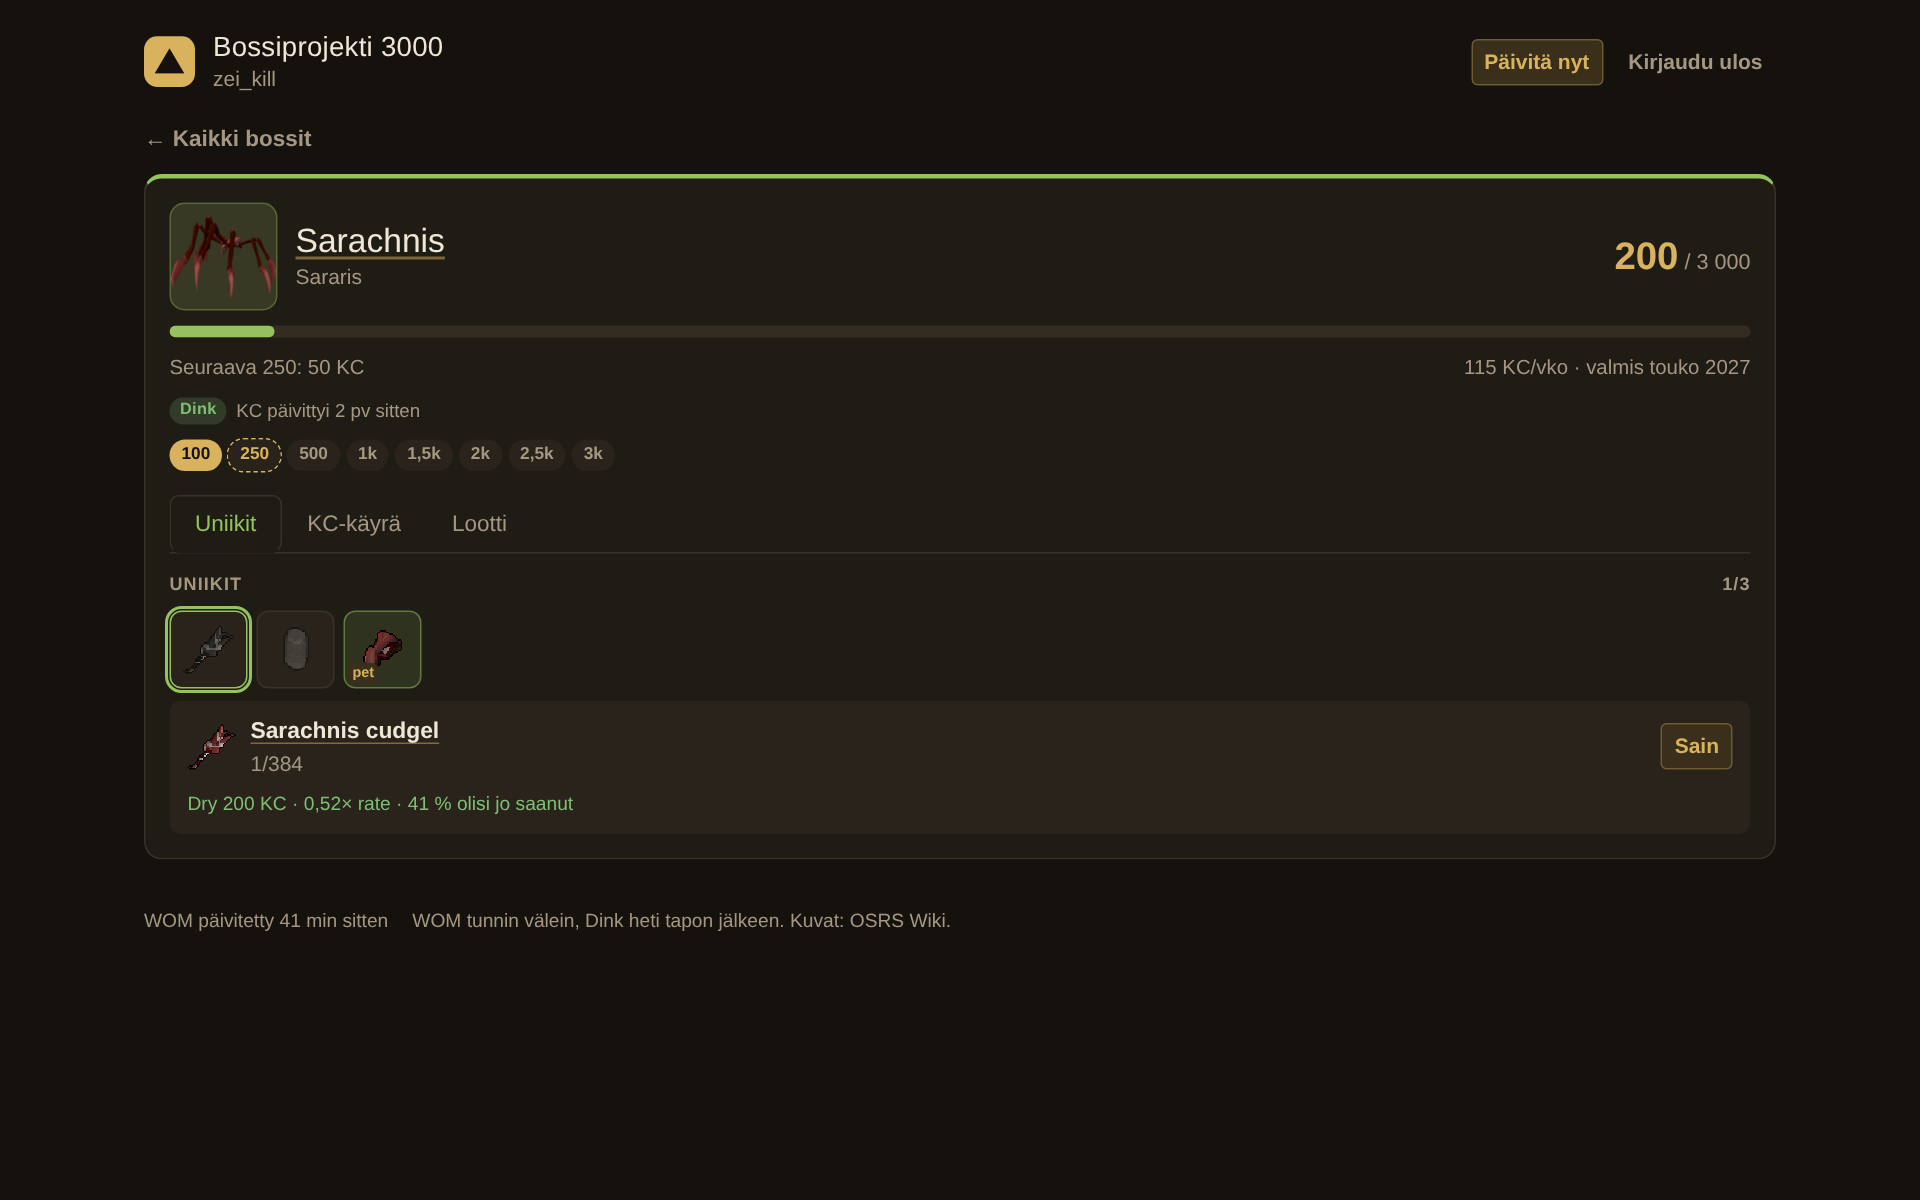 Bossiprojekti 3000
zei_kill
Päivitä nyt
Kirjaudu ulos
← Kaikki bossit
Sarachnis
Sararis
200 / 3 000
Seuraava 250: 50 KC
115 KC/vko · valmis touko 2027
Dink KC päivittyi 2 pv sitten
100 250 500 1k 1,5k 2k 2,5k 3k
Uniikit KC-käyrä Lootti
UNIIKIT 1/3
pet
Sarachnis cudgel
1/384
Sain
Dry 200 KC · 0,52× rate · 41 % olisi jo saanut
WOM päivitetty 41 min sitten WOM tunnin välein, Dink heti tapon jälkeen. Kuvat: OSRS Wiki.